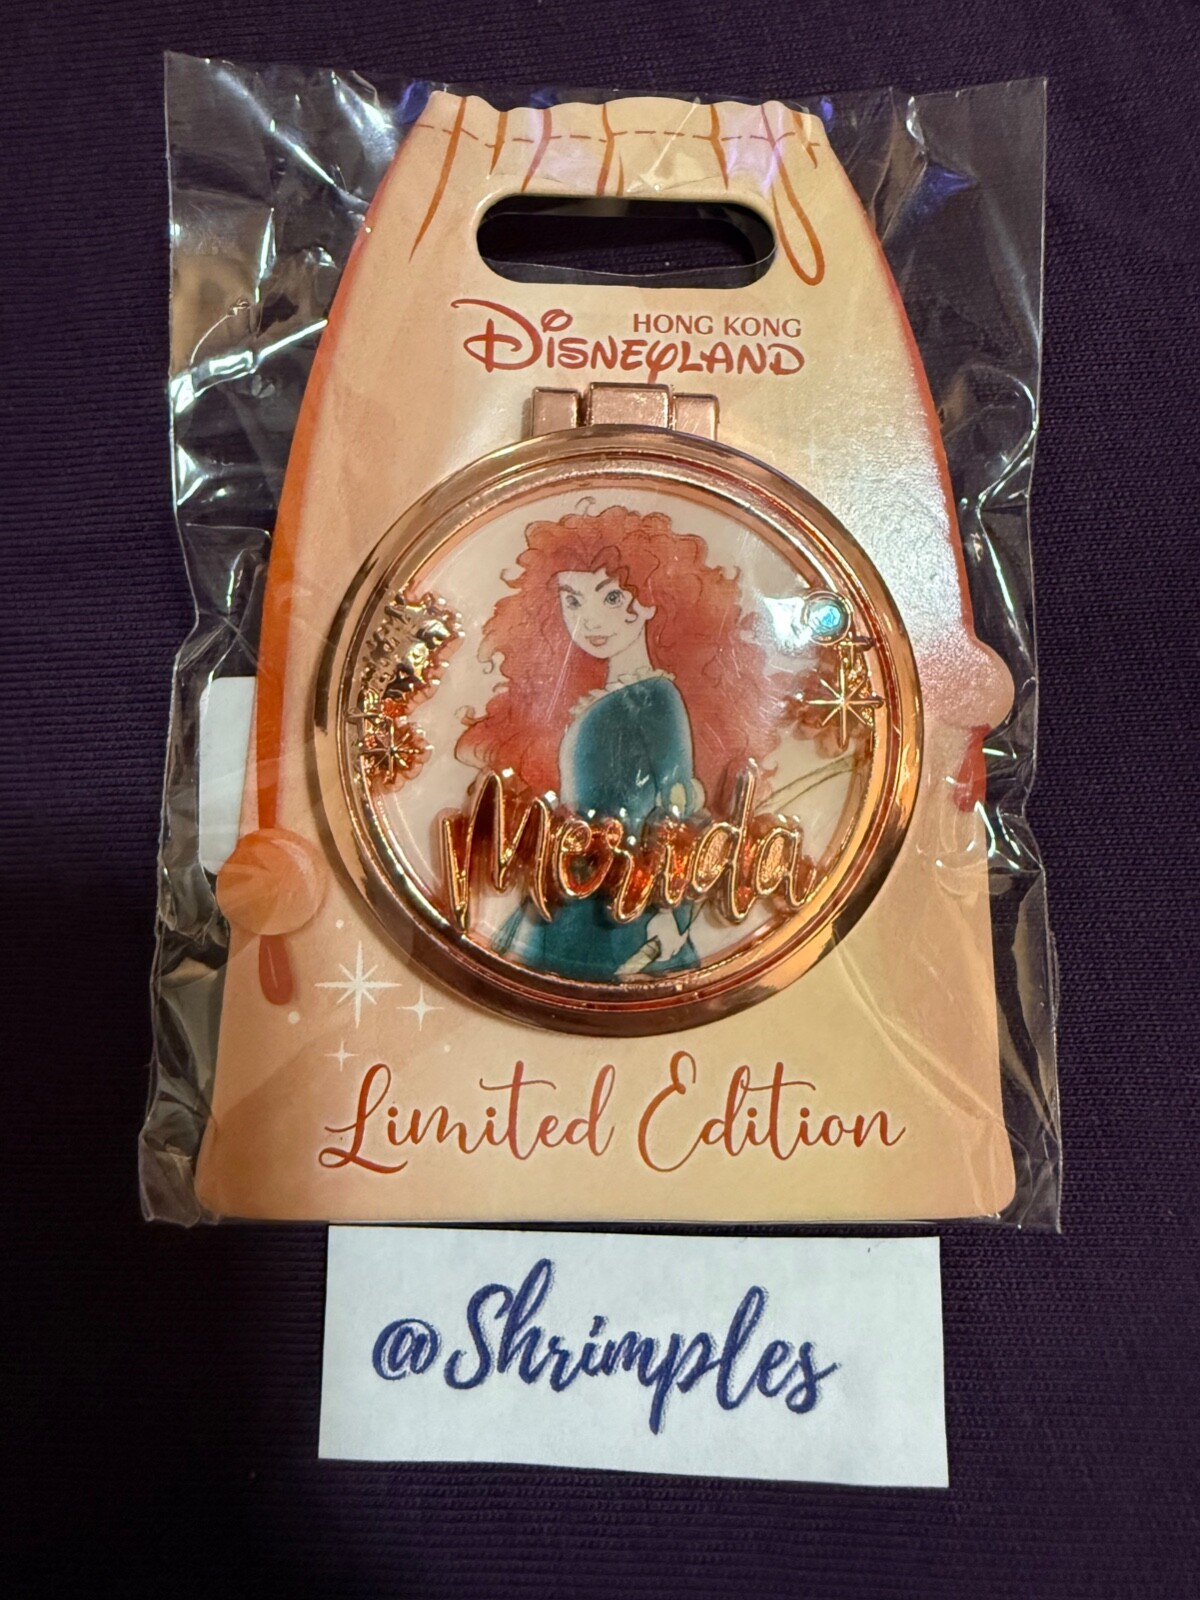 HONG KONG
DISNEYLAND
Merida
Limited Edition
@Shrimples